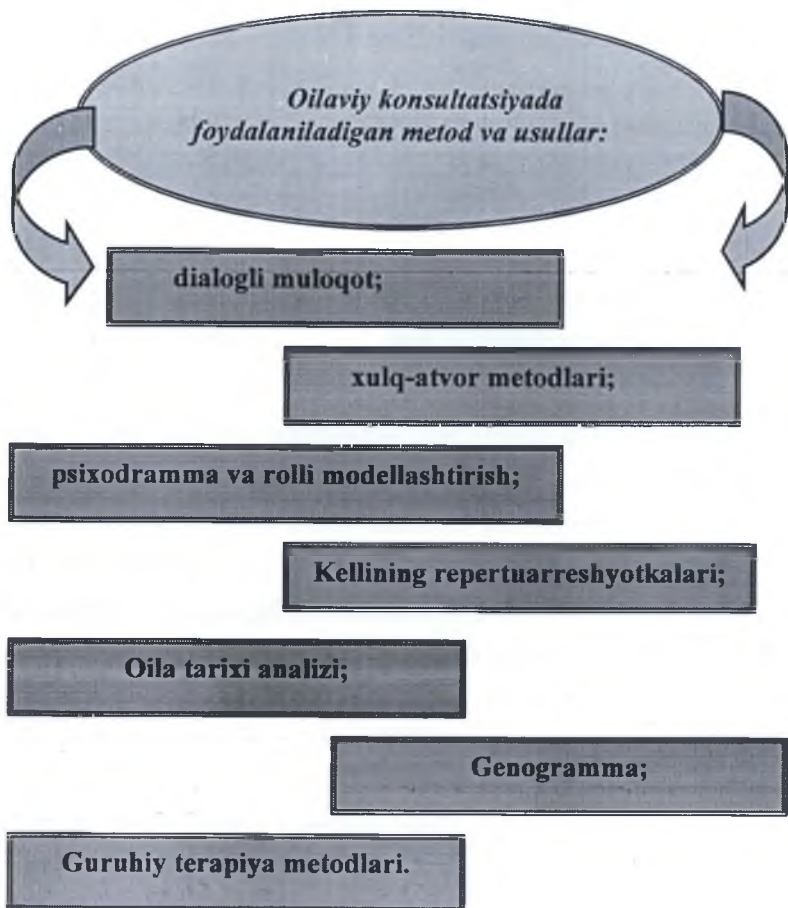 Oilaviy konsultatsiyada
foydalaniladigan metod va usullar:
dialogli muloqot;
xulq-atvor metodlari;
psixodramma va rolli modellashtirish;
Kellining repertuarreshyotkalari;
Oila tarixi analizi;
Genogramma;
Guruhiy terapiya metodlari.